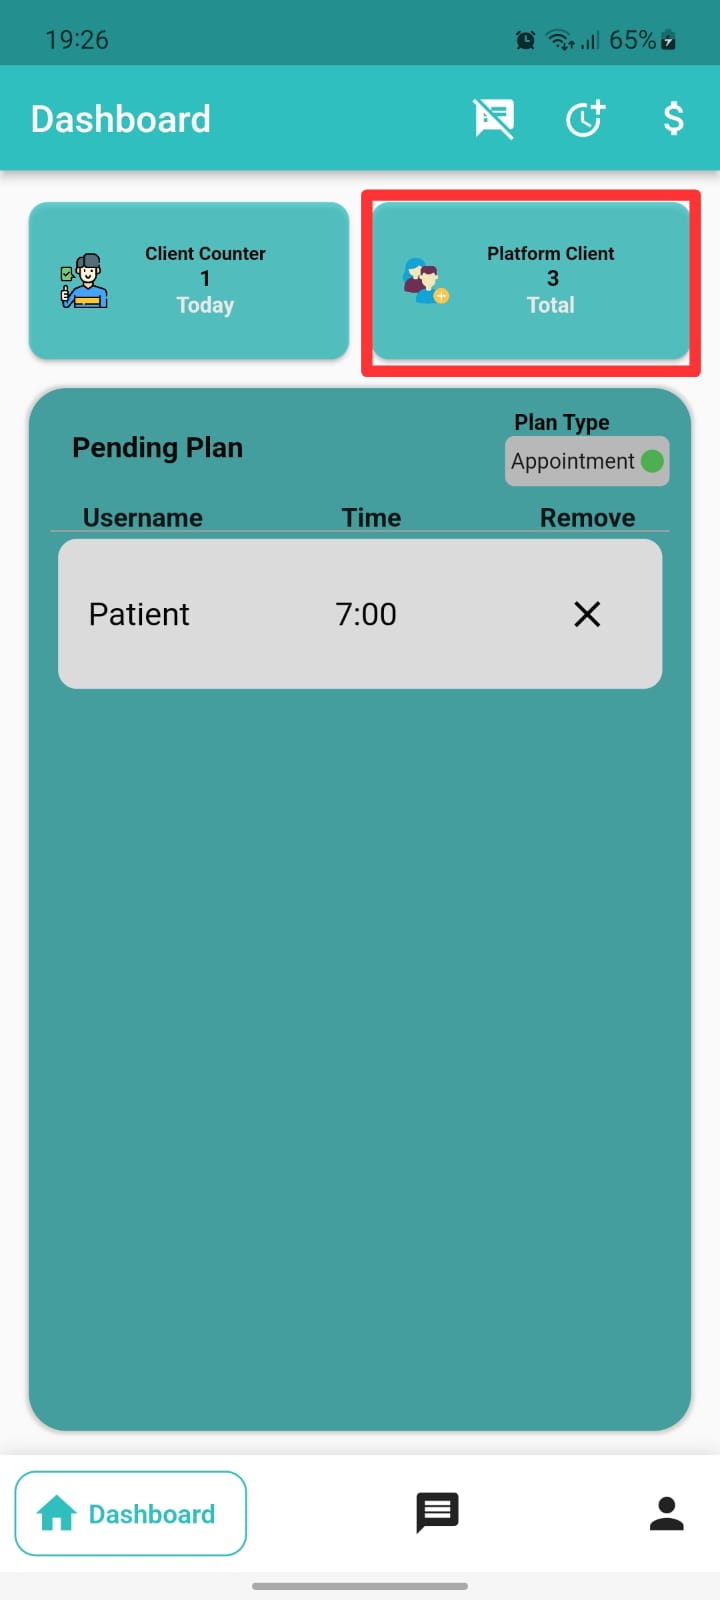 19:26
65%
Dashboard
Client Counter
1
Today
Platform Client
3
Total
Pending Plan
Plan Type
Appointment
Username Time Remove
Patient 7:00
Dashboard